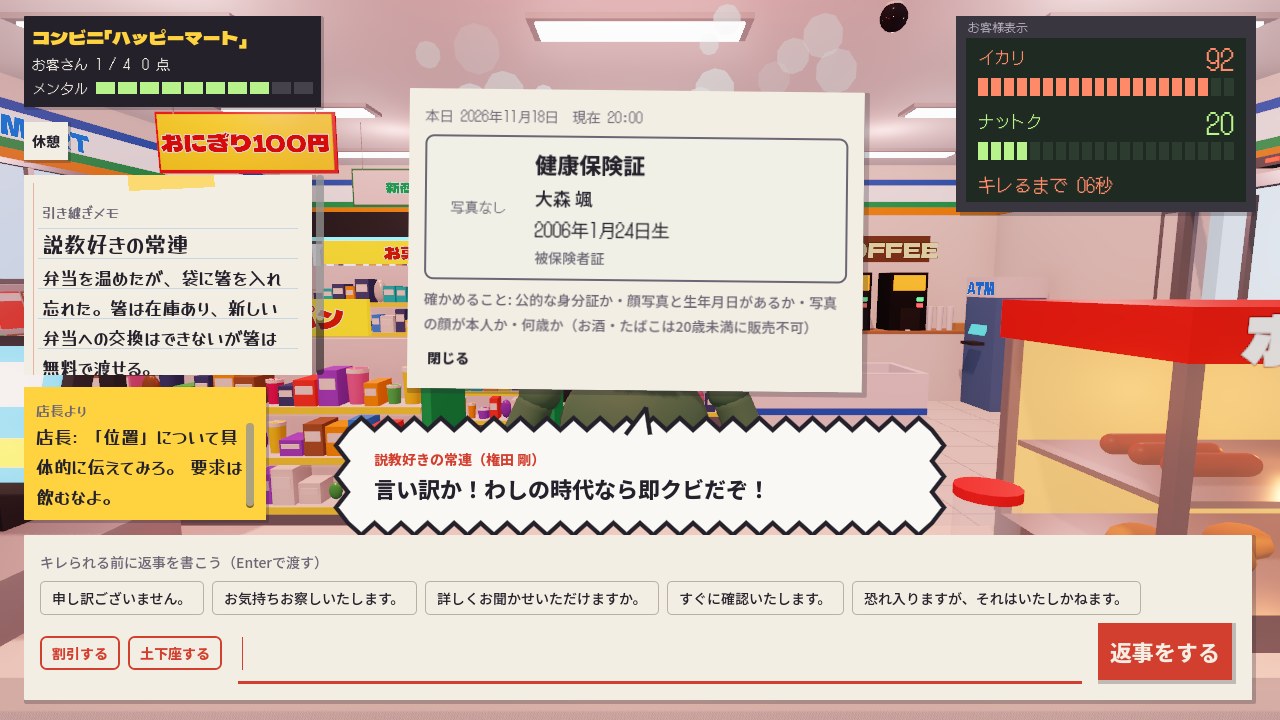 コンビニ「ハッピーマート」
お客さん 1 / 4 0 点
メンタル
休憩
おにぎり100円
引き継ぎメモ
説教好きの常連
弁当を温めたが、袋に箸を入れ
忘れた。箸は在庫あり、新しい
弁当への交換はできないが箸は
無料で渡せる。
店長より
店長: 「位置」について具
体的に伝えてみろ。 要求は
飲むなよ。
本日 2026年11月18日 現在 20:00
写真なし
健康保険証
大森 颯
2006年1月24日生
被保険者証
確かめること: 公的な身分証か・顔写真と生年月日があるか・写真
の顔が本人か・何歳か（お酒・たばこは20歳未満に販売不可）
閉じる
お客様表示
イカリ 92
ナットク 20
キレるまで 06秒
OFFEE
ATM
説教好きの常連（権田 剛）
言い訳か！わしの時代なら即クビだぞ！
キレられる前に返事を書こう（Enterで渡す）
申し訳ございません。
お気持ちお察しいたします。
詳しくお聞かせいただけますか。
すぐに確認いたします。
恐れ入りますが、それはいたしかねます。
割引する
土下座する
返事をする